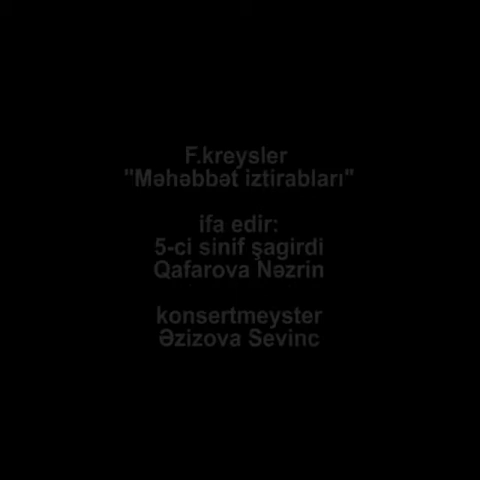 F.kreysler
"Məhəbbət iztirabları"
ifa edir:
5-ci sinif şagirdi
Qafarova Nəzrin
konsertmeyster
Əzizova Sevinc